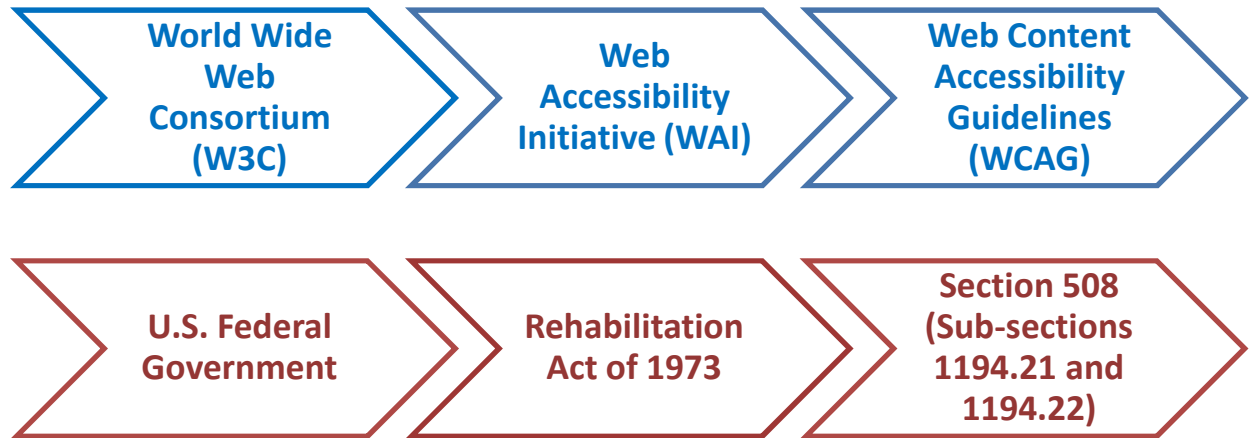 World Wide
Web
Consortium
(W3C)
Web
Accessibility
Initiative (WAI)
Web Content
Accessibility
Guidelines
(WCAG)
U.S. Federal
Government
Rehabilitation
Act of 1973
Section 508
(Sub-sections
1194.21 and
1194.22)